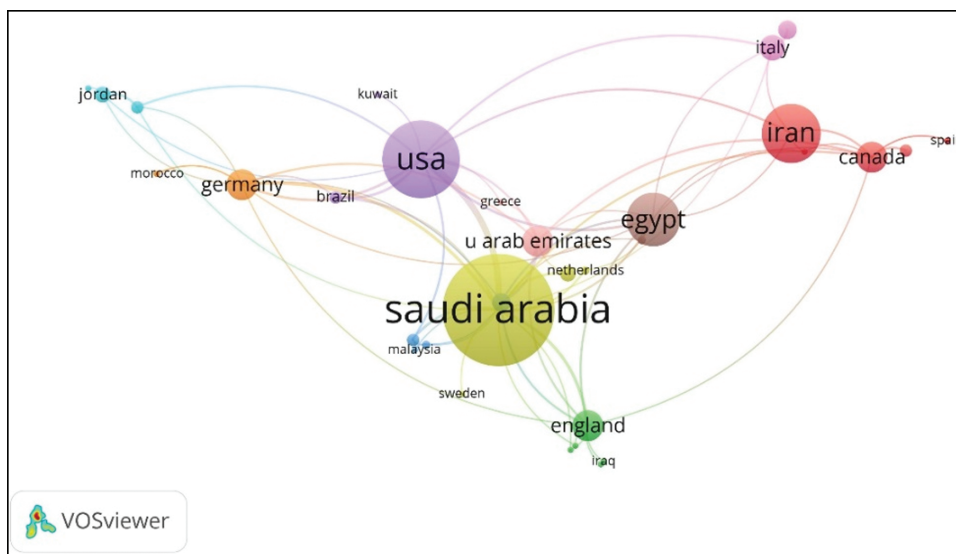 italy
jordan
kuwait
usa
iran
spai
canada
morocco
germany
brazil
greece
egypt
u arab emirates
netherlands
saudi arabia
malaysia
sweden
england
iraq
VOSviewer